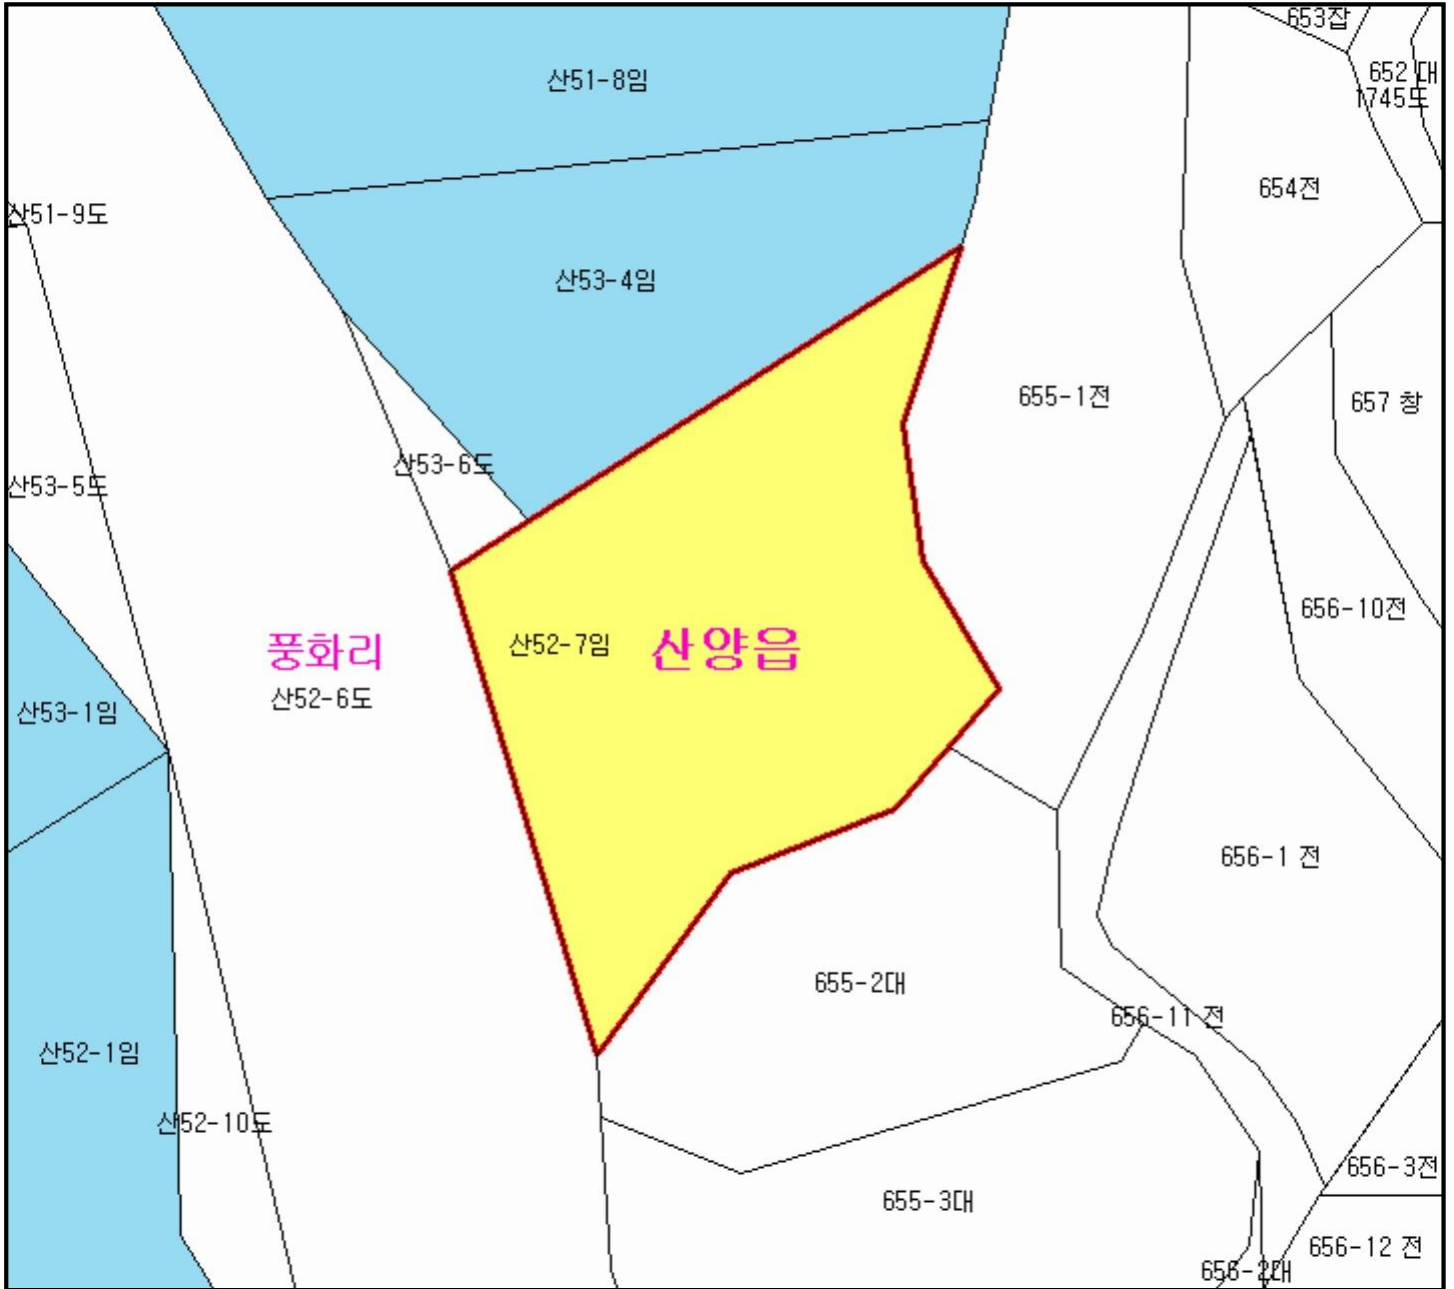 653잡
652 대
1745도
산51-8임
654전
산51-9도
산53-4임
655-1전
657 창
산53-6도
산53-5도
656-10전
풍화리
산52-7임
산양읍
산52-6도
산53-1임
656-1 전
655-2대
656-11 전
산52-1임
산52-10도
656-3전
655-3대
656-12 전
656-2대